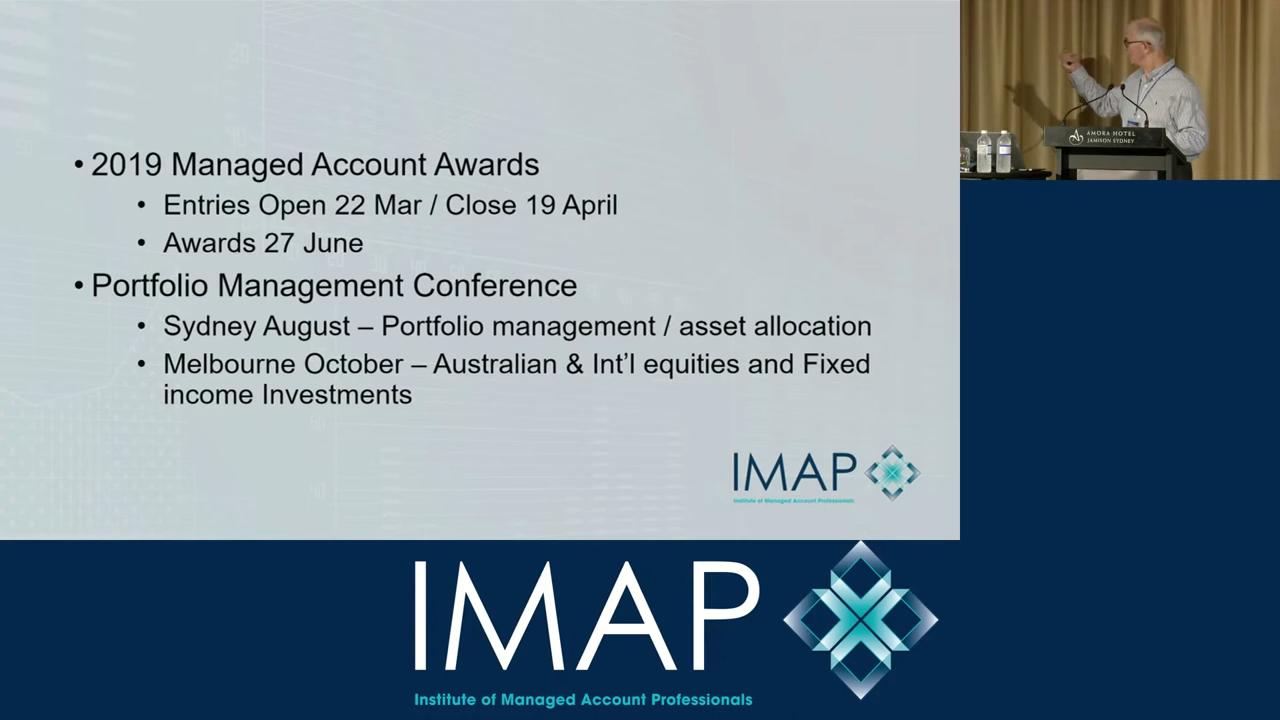 • 2019 Managed Account Awards
• Entries Open 22 Mar / Close 19 April
• Awards 27 June
• Portfolio Management Conference
• Sydney August – Portfolio management / asset allocation
• Melbourne October – Australian & Int'l equities and Fixed
income Investments
IMAP
Institute of Managed Account Professionals
AMORA HOTEL
JAMISON SYDNEY
IMAP
Institute of Managed Account Professionals